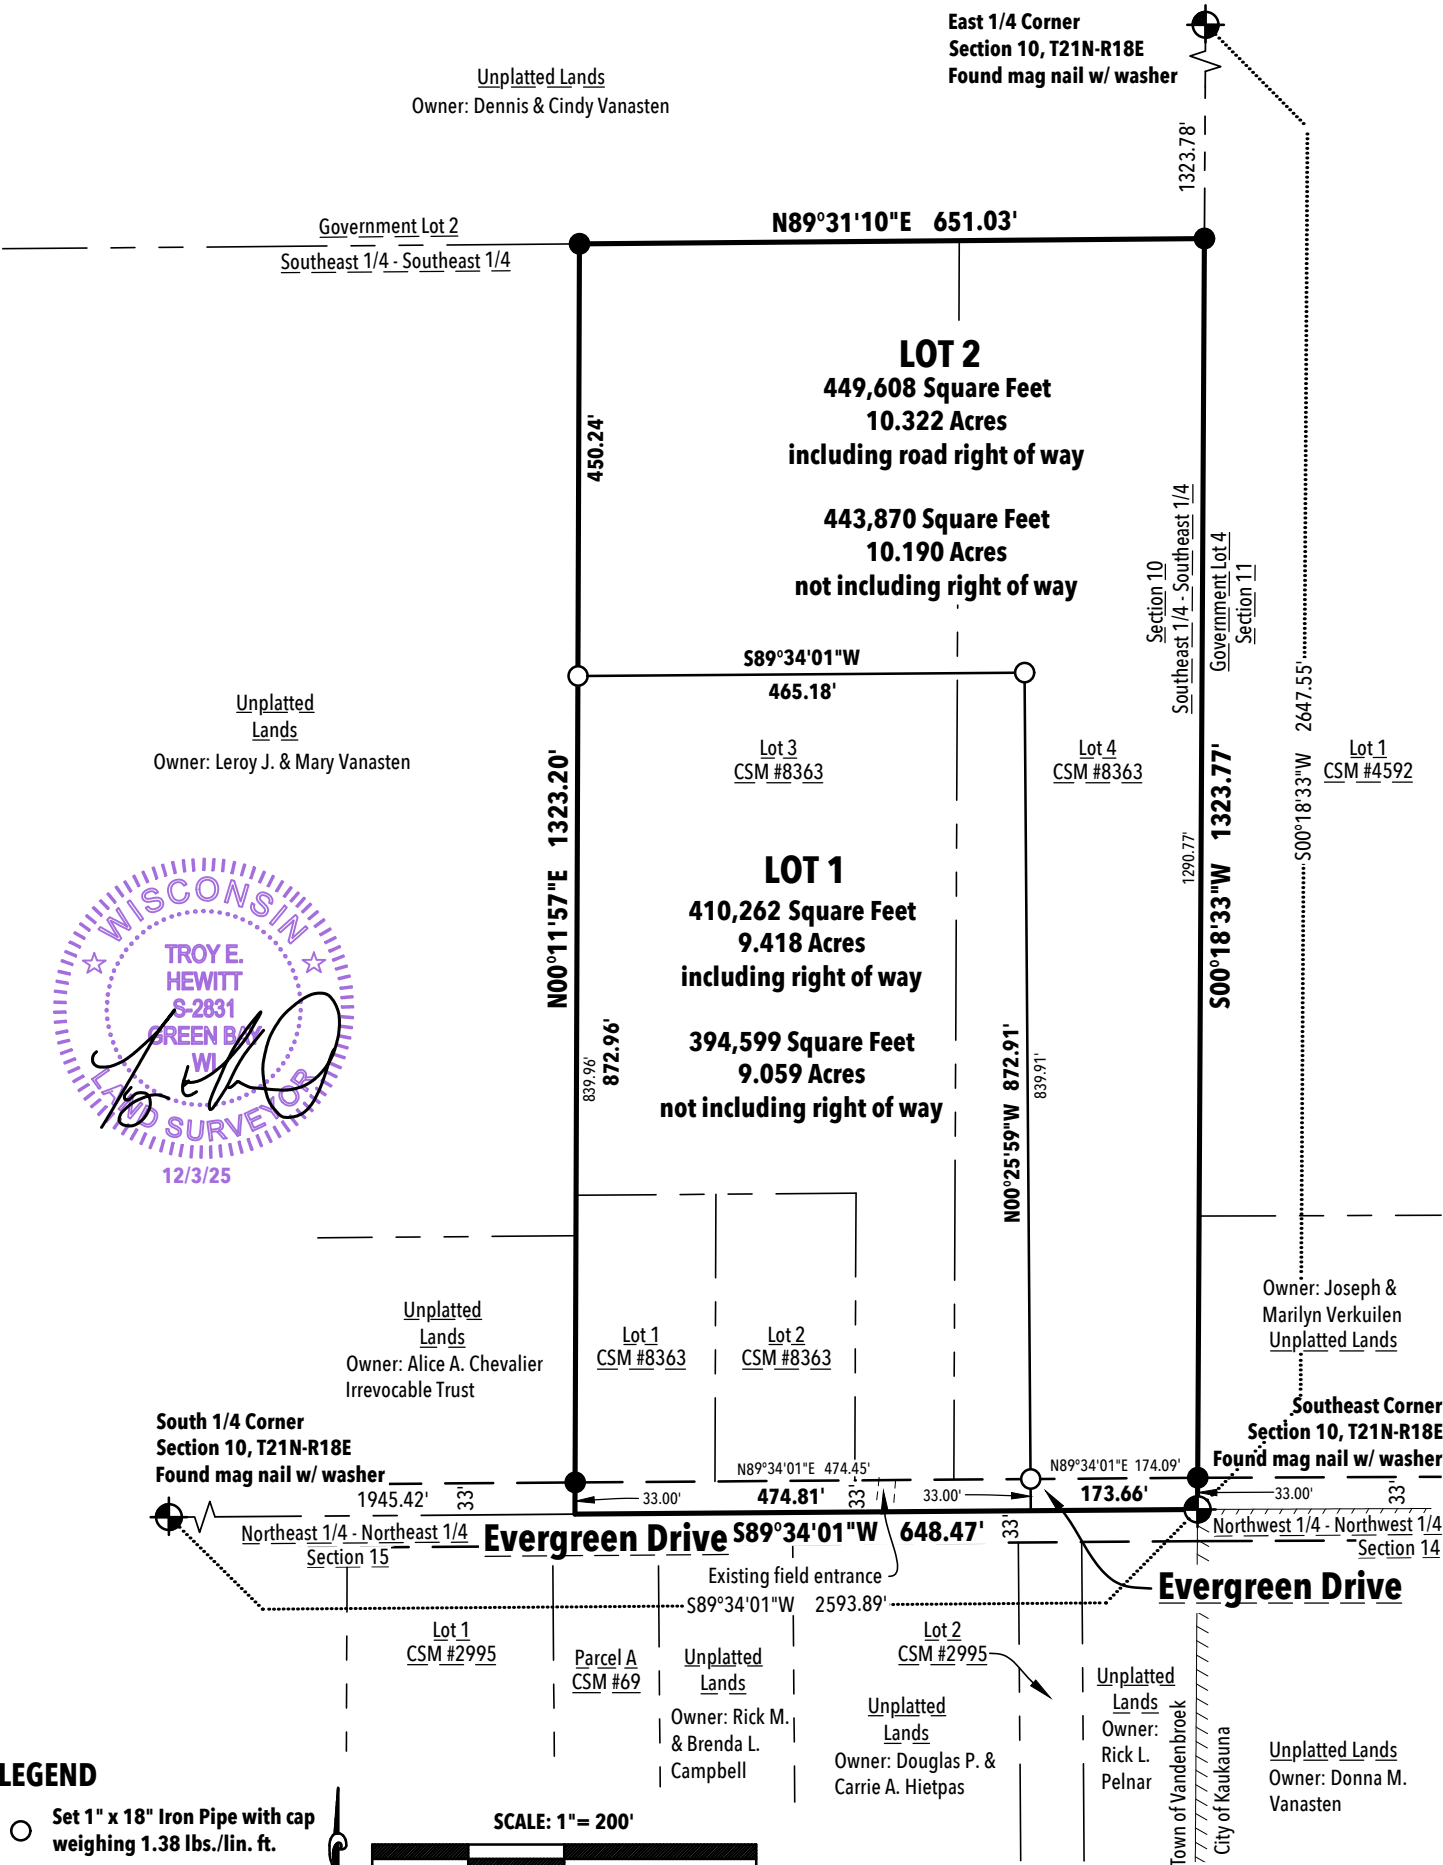 East 1/4 Corner
Section 10, T21N-R18E
Found mag nail w/ washer
Unplatted Lands
Owner: Dennis & Cindy Vanasten
1323.78'
Government Lot 2
Southeast 1/4 - Southeast 1/4
N89°31'10"E 651.03'
LOT 2
449,608 Square Feet
10.322 Acres
including road right of way
443,870 Square Feet
10.190 Acres
not including right of way
450.24'
Section 10
Southeast 1/4 - Southeast 1/4
Government Lot 4
Section 11
S89°34'01"W
465.18'
Unplatted
Lands
Owner: Leroy J. & Mary Vanasten
Lot 3
CSM #8363
Lot 4
CSM #8363
Lot 1
CSM #4592
N00°11'57"E 1323.20'
S00°18'33"W 1323.77'
1290.77'
S00°18'33"W 2647.55'
LOT 1
410,262 Square Feet
9.418 Acres
including right of way
394,599 Square Feet
9.059 Acres
not including right of way
839.96'
872.96'
N00°25'59"W 872.91'
839.91'
WISCONSIN
TROY E.
HEWITT
S-2831
GREEN BAY
WI
LAND SURVEYOR
12/3/25
Unplatted
Lands
Owner: Alice A. Chevalier
Irrevocable Trust
Lot 1
CSM #8363
Lot 2
CSM #8363
Owner: Joseph &
Marilyn Verkuilen
Unplatted Lands
South 1/4 Corner
Section 10, T21N-R18E
Found mag nail w/ washer
Southeast Corner
Section 10, T21N-R18E
Found mag nail w/ washer
N89°34'01"E 474.45'
N89°34'01"E 174.09'
1945.42'
33'
33.00'
474.81'
33'
33.00'
173.66'
33.00'
33'
Northeast 1/4 - Northeast 1/4
Section 15
Evergreen Drive
S89°34'01"W 648.47'
33'
Northwest 1/4 - Northwest 1/4
Section 14
Existing field entrance
S89°34'01"W 2593.89'
Evergreen Drive
Lot 1
CSM #2995
Parcel A
CSM #69
Unplatted
Lands
Owner: Rick M.
& Brenda L.
Campbell
Lot 2
CSM #2995
Unplatted
Lands
Owner: Douglas P. &
Carrie A. Hietpas
Unplatted
Lands
Owner:
Rick L.
Pelnar
Town of Vandenbroek
City of Kaukauna
Unplatted Lands
Owner: Donna M.
Vanasten
LEGEND
Set 1" x 18" Iron Pipe with cap
weighing 1.38 lbs./lin. ft.
SCALE: 1"= 200'